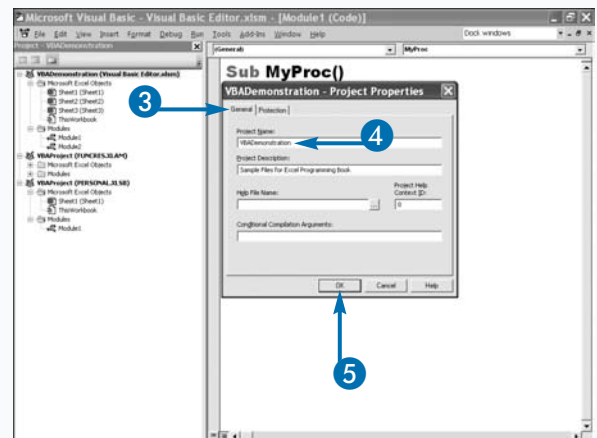 Microsoft Visual Basic - Visual Basic Editor.xlsm - [Module1 (Code)]
File Edit View Insert Format Debug Run Tools Add-Ins Window Help
Dock windows
Project - VBADemonstration
(General)
MyProc
VBADemonstration (Visual Basic Editor.xlsm)
Microsoft Excel Objects
Sheet1 (Sheet1)
Sheet2 (Sheet2)
Sheet3 (Sheet3)
ThisWorkbook
Modules
Module1
Module2
VBAProject (FUNCRES.XLAM)
Microsoft Excel Objects
Modules
VBAProject (PERSONAL.XLSB)
Microsoft Excel Objects
Sheet1 (Sheet1)
ThisWorkbook
Modules
Module1
Sub MyProc()
VBADemonstration - Project Properties
3
General Protection
Project Name:
VBADemonstration
4
Project Description:
Sample Files for Excel Programming Book
Help File Name:
...
Project Help
Context ID:
0
Conditional Compilation Arguments:
OK Cancel Help
5